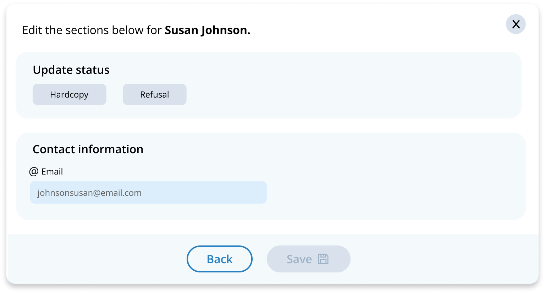 Edit the sections below for Susan Johnson.
X
Update status
Hardcopy Refusal
Contact information
@ Email
johnsonsusan@email.com
Back Save